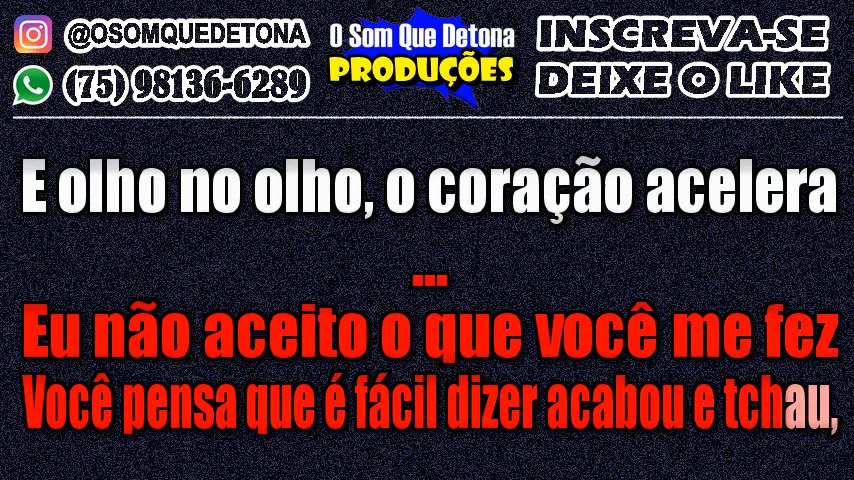 @OSOMQUEDETONA
(75) 98136-6289
O Som Que Detona
PRODUÇÕES
INSCREVA-SE
DEIXE O LIKE
E olho no olho, o coração acelera
...
Eu não aceito o que você me fez
Você pensa que é fácil dizer acabou e tchau,